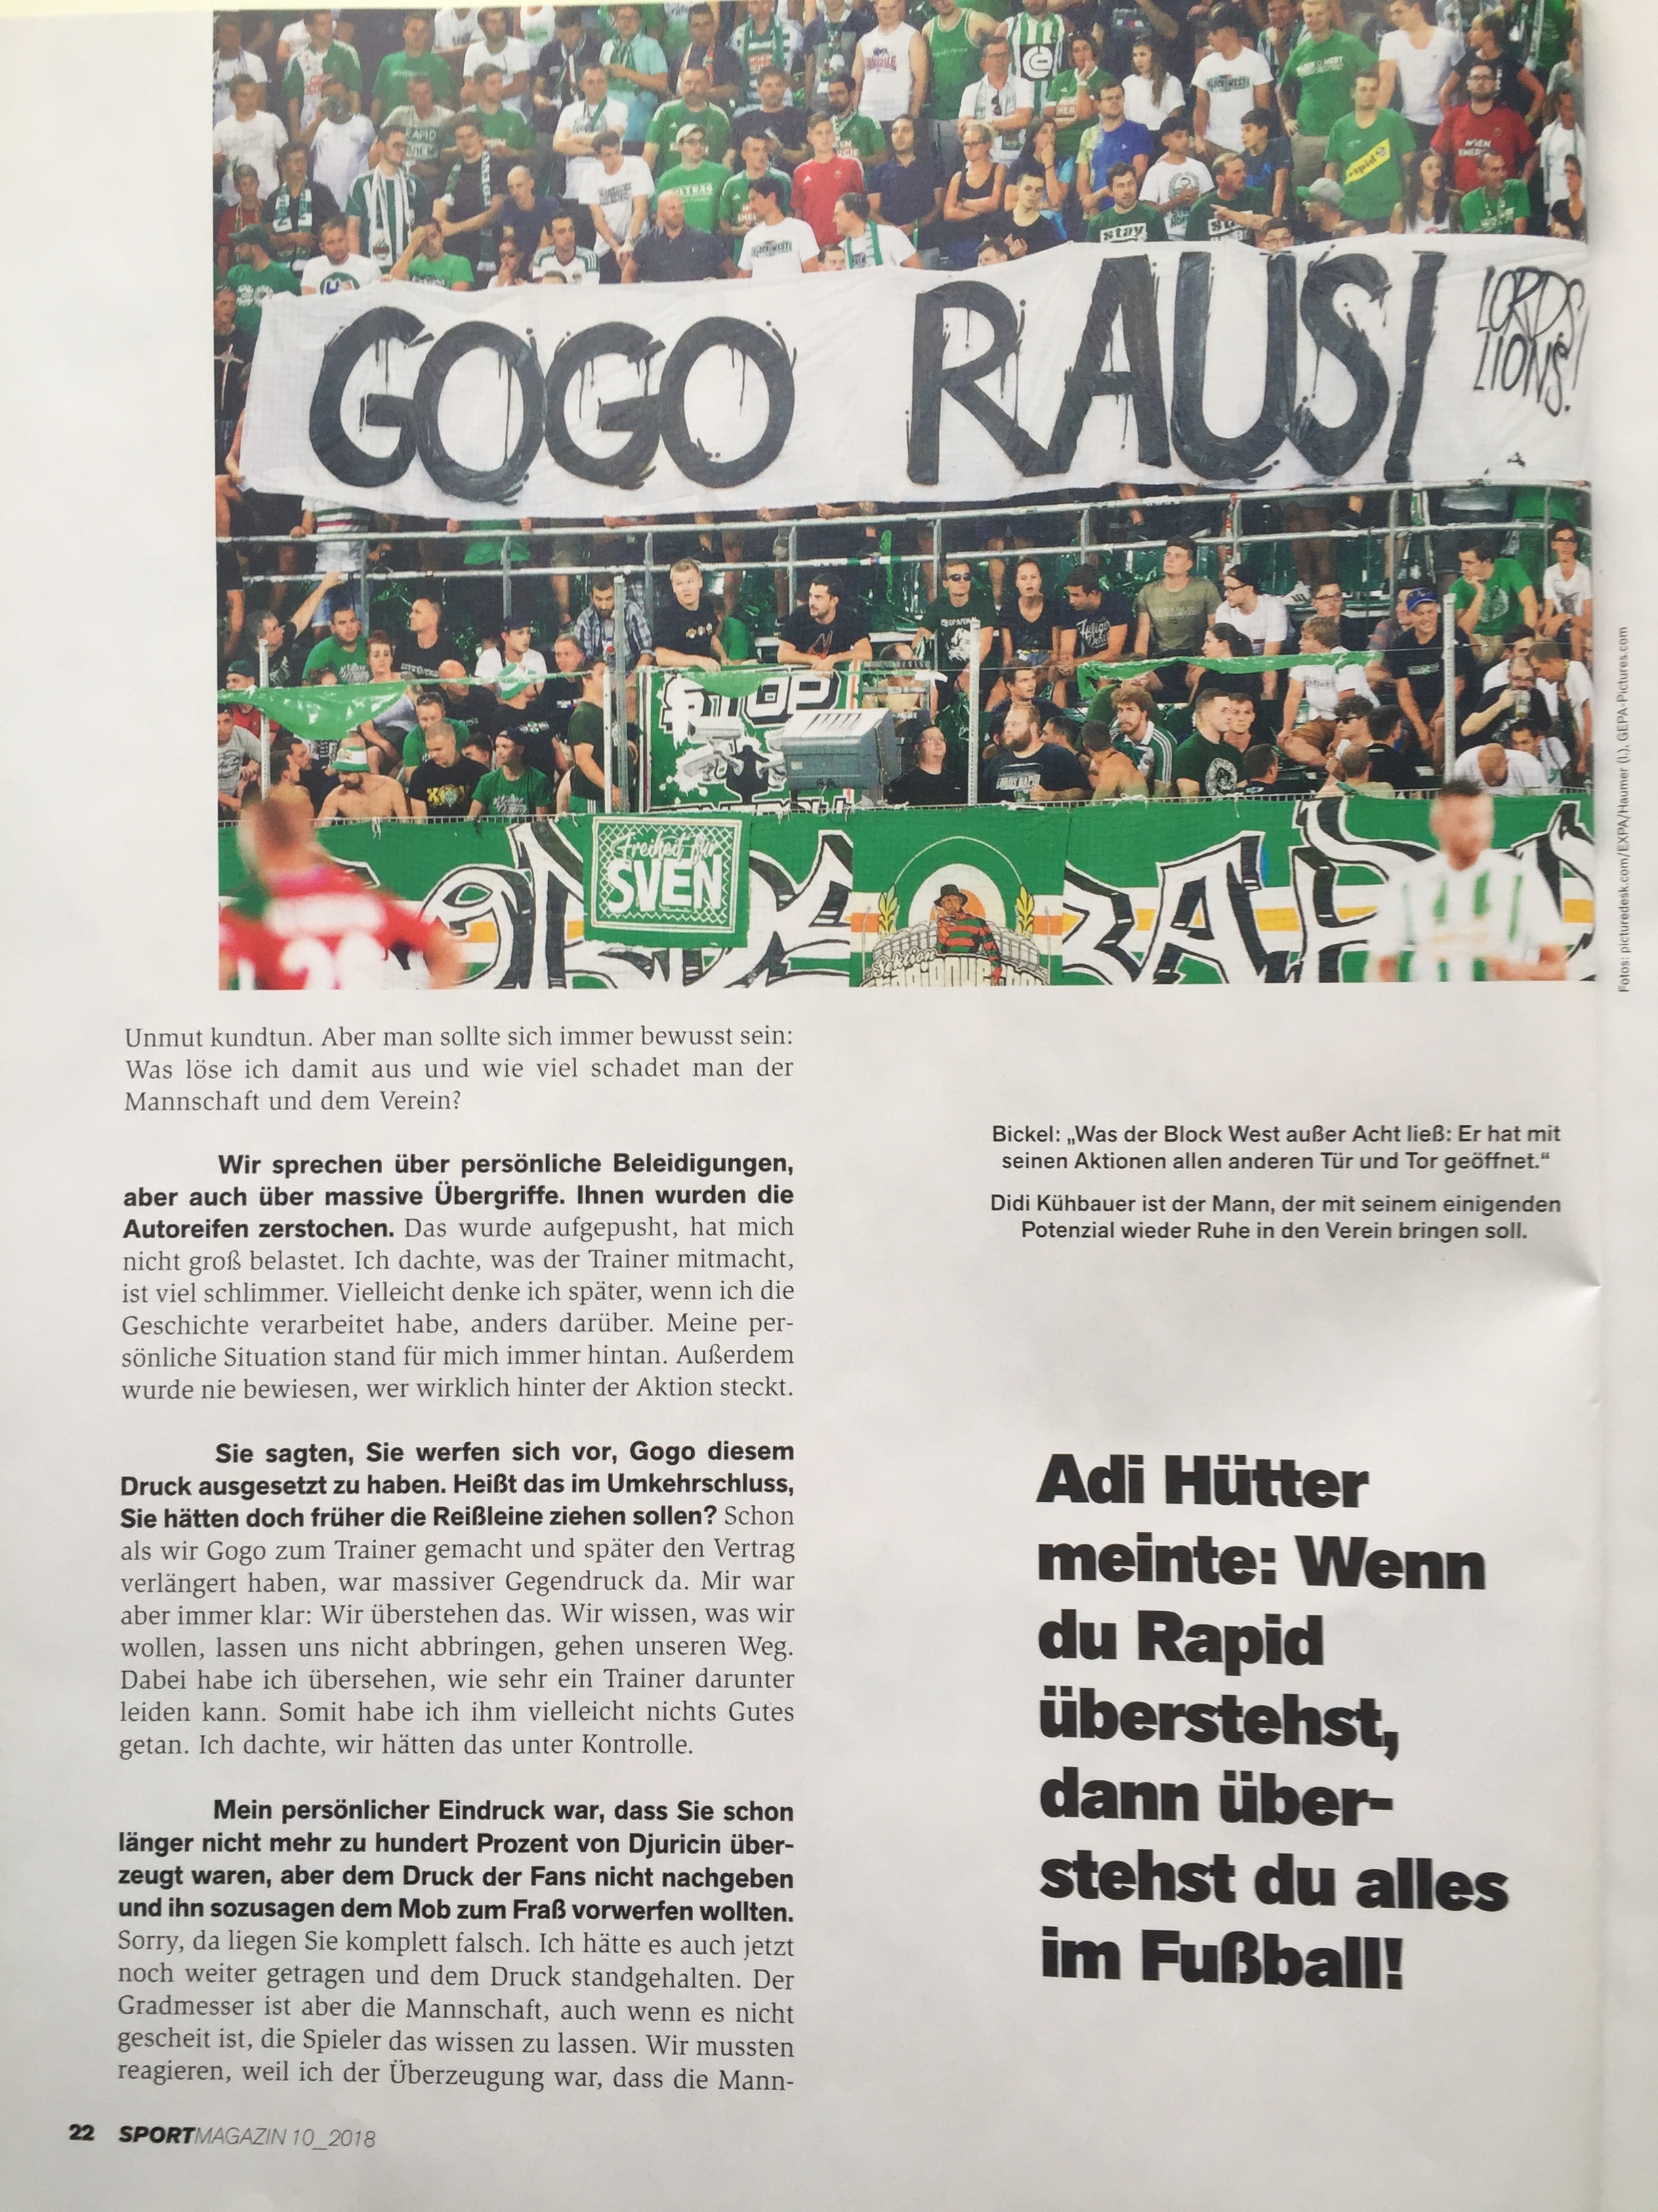 GOGO RAUS!
LORDS!
LIONS.
stay
STOP
Freiheit für
SVEN
Sektion
Fotos: picturedesk.com/EXPA/Haumer (l.), GEPA-Pictures.com
Unmut kundtun. Aber man sollte sich immer bewusst sein:
Was löse ich damit aus und wie viel schadet man der
Mannschaft und dem Verein?
Wir sprechen über persönliche Beleidigungen,
aber auch über massive Übergriffe. Ihnen wurden die
Autoreifen zerstochen. Das wurde aufgepusht, hat mich
nicht groß belastet. Ich dachte, was der Trainer mitmacht,
ist viel schlimmer. Vielleicht denke ich später, wenn ich die
Geschichte verarbeitet habe, anders darüber. Meine per-
sönliche Situation stand für mich immer hintan. Außerdem
wurde nie bewiesen, wer wirklich hinter der Aktion steckt.
Sie sagten, Sie werfen sich vor, Gogo diesem
Druck ausgesetzt zu haben. Heißt das im Umkehrschluss,
Sie hätten doch früher die Reißleine ziehen sollen? Schon
als wir Gogo zum Trainer gemacht und später den Vertrag
verlängert haben, war massiver Gegendruck da. Mir war
aber immer klar: Wir überstehen das. Wir wissen, was wir
wollen, lassen uns nicht abbringen, gehen unseren Weg.
Dabei habe ich übersehen, wie sehr ein Trainer darunter
leiden kann. Somit habe ich ihm vielleicht nichts Gutes
getan. Ich dachte, wir hätten das unter Kontrolle.
Mein persönlicher Eindruck war, dass Sie schon
länger nicht mehr zu hundert Prozent von Djuricin über-
zeugt waren, aber dem Druck der Fans nicht nachgeben
und ihn sozusagen dem Mob zum Fraß vorwerfen wollten.
Sorry, da liegen Sie komplett falsch. Ich hätte es auch jetzt
noch weiter getragen und dem Druck standgehalten. Der
Gradmesser ist aber die Mannschaft, auch wenn es nicht
gescheit ist, die Spieler das wissen zu lassen. Wir mussten
reagieren, weil ich der Überzeugung war, dass die Mann-
Bickel: „Was der Block West außer Acht ließ: Er hat mit
seinen Aktionen allen anderen Tür und Tor geöffnet.“
Didi Kühbauer ist der Mann, der mit seinem einigenden
Potenzial wieder Ruhe in den Verein bringen soll.
Adi Hütter
meinte: Wenn
du Rapid
überstehst,
dann über-
stehst du alles
im Fußball!
22 SPORTMAGAZIN 10_2018